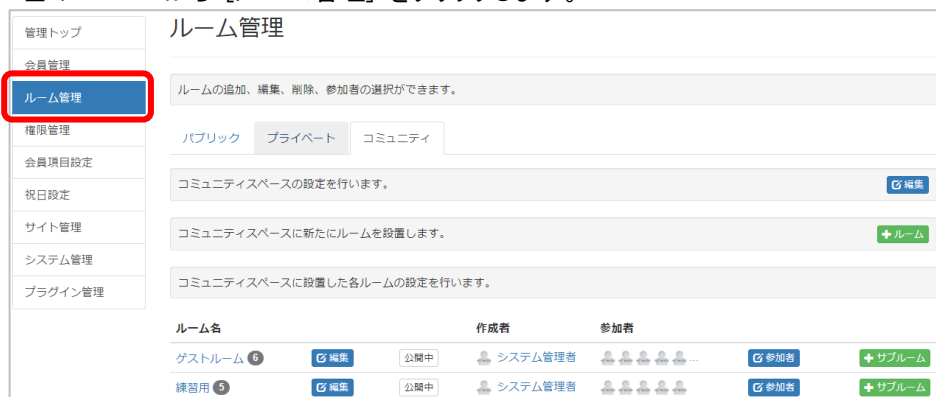 ルーム管理
管理トップ
会員管理
ルーム管理
権限管理
会員項目設定
祝日設定
サイト管理
システム管理
プラグイン管理
ルームの追加、編集、削除、参加者の選択ができます。
パブリック プライベート コミュニティ
コミュニティスペースの設定を行います。 編集
コミュニティスペースに新たにルームを設置します。 ルーム
コミュニティスペースに設置した各ルームの設定を行います。
ルーム名 作成者 参加者
ゲストルーム 6 編集 公開中 システム管理者 ... 参加者 サブルーム
練習用 5 編集 公開中 システム管理者 参加者 サブルーム